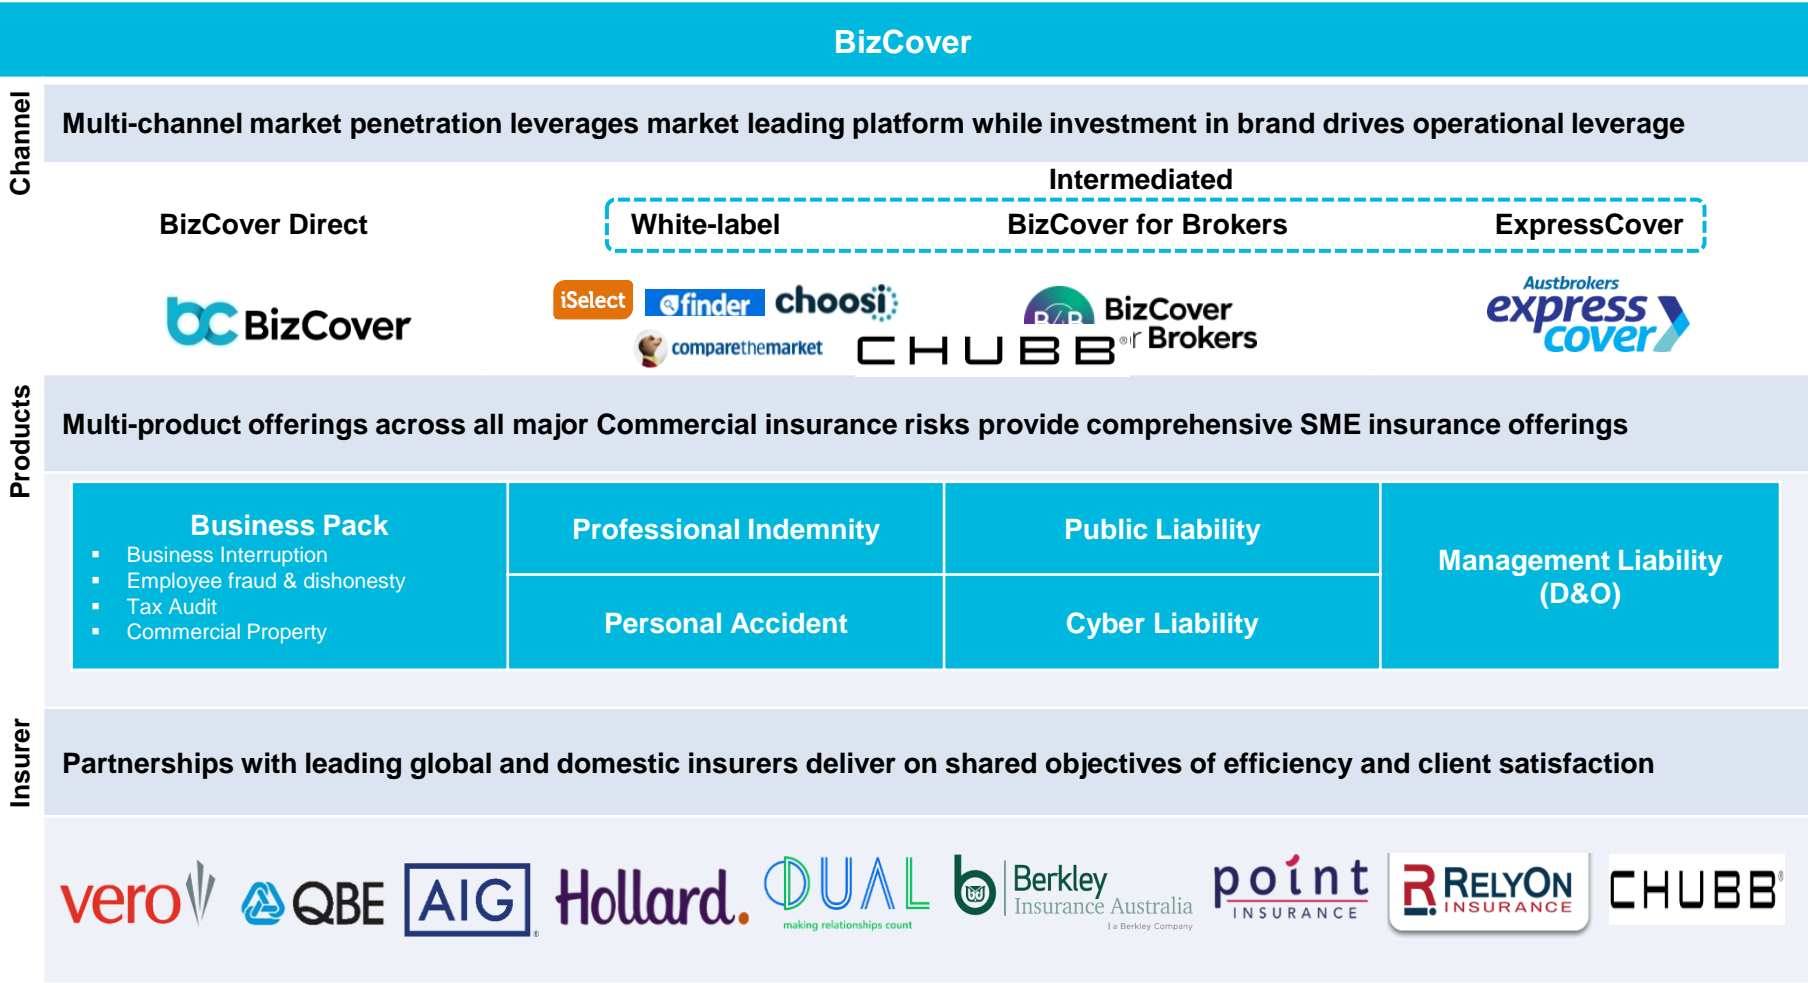 BizCover
Channel
Multi-channel market penetration leverages market leading platform while investment in brand drives operational leverage
Intermediated
BizCover Direct
White-label
BizCover for Brokers
ExpressCover
bc BizCover
iSelect
finder
choosi
comparethemarket
CHUBB®
B4B BizCover
r Brokers
Austbrokers
express
cover
Products
Multi-product offerings across all major Commercial insurance risks provide comprehensive SME insurance offerings
Business Pack
▪ Business Interruption
▪ Employee fraud & dishonesty
▪ Tax Audit
▪ Commercial Property
Professional Indemnity
Public Liability
Management Liability
(D&O)
Personal Accident
Cyber Liability
Insurer
Partnerships with leading global and domestic insurers deliver on shared objectives of efficiency and client satisfaction
vero
QBE
AIG®
Hollard.
DUAL
making relationships count
b Berkley
Insurance Australia
| a Berkley Company
point
INSURANCE
R RELYON
INSURANCE
CHUBB®